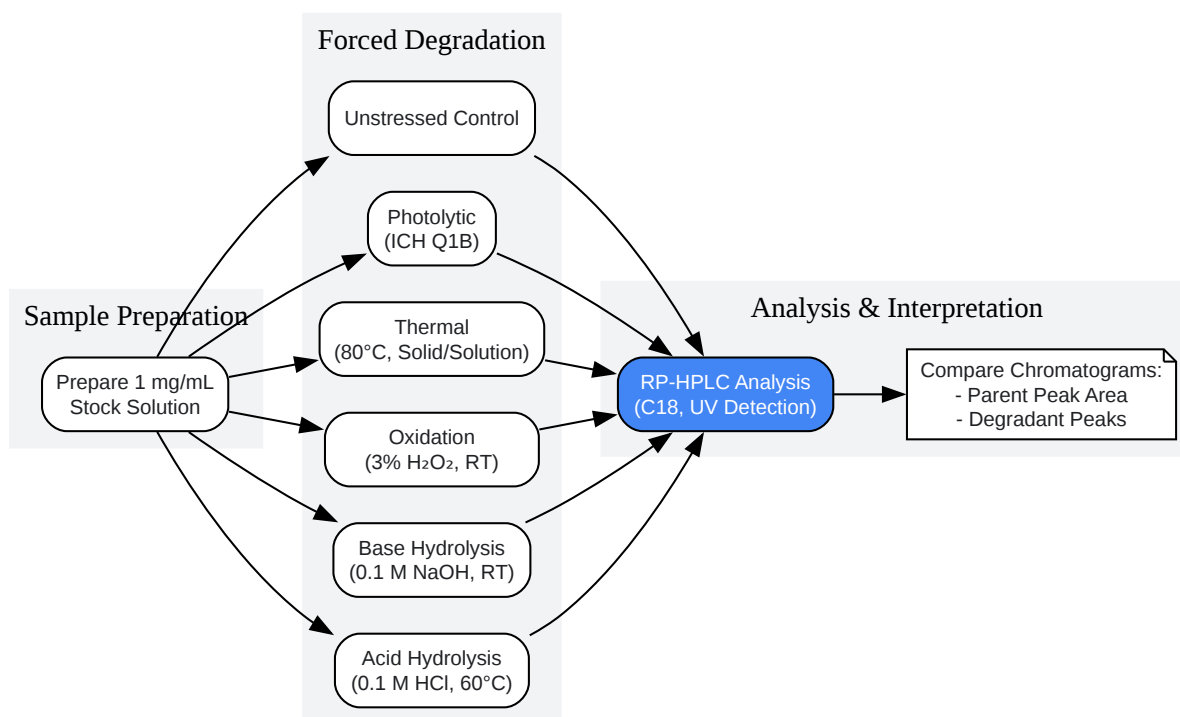 Forced Degradation
Unstressed Control
Photolytic
(ICH Q1B)
Sample Preparation
Prepare 1 mg/mL
Stock Solution
Thermal
(80°C, Solid/Solution)
Oxidation
(3% H₂O₂, RT)
Base Hydrolysis
(0.1 M NaOH, RT)
Acid Hydrolysis
(0.1 M HCl, 60°C)
Analysis & Interpretation
RP-HPLC Analysis
(C18, UV Detection)
Compare Chromatograms:
- Parent Peak Area
- Degradant Peaks